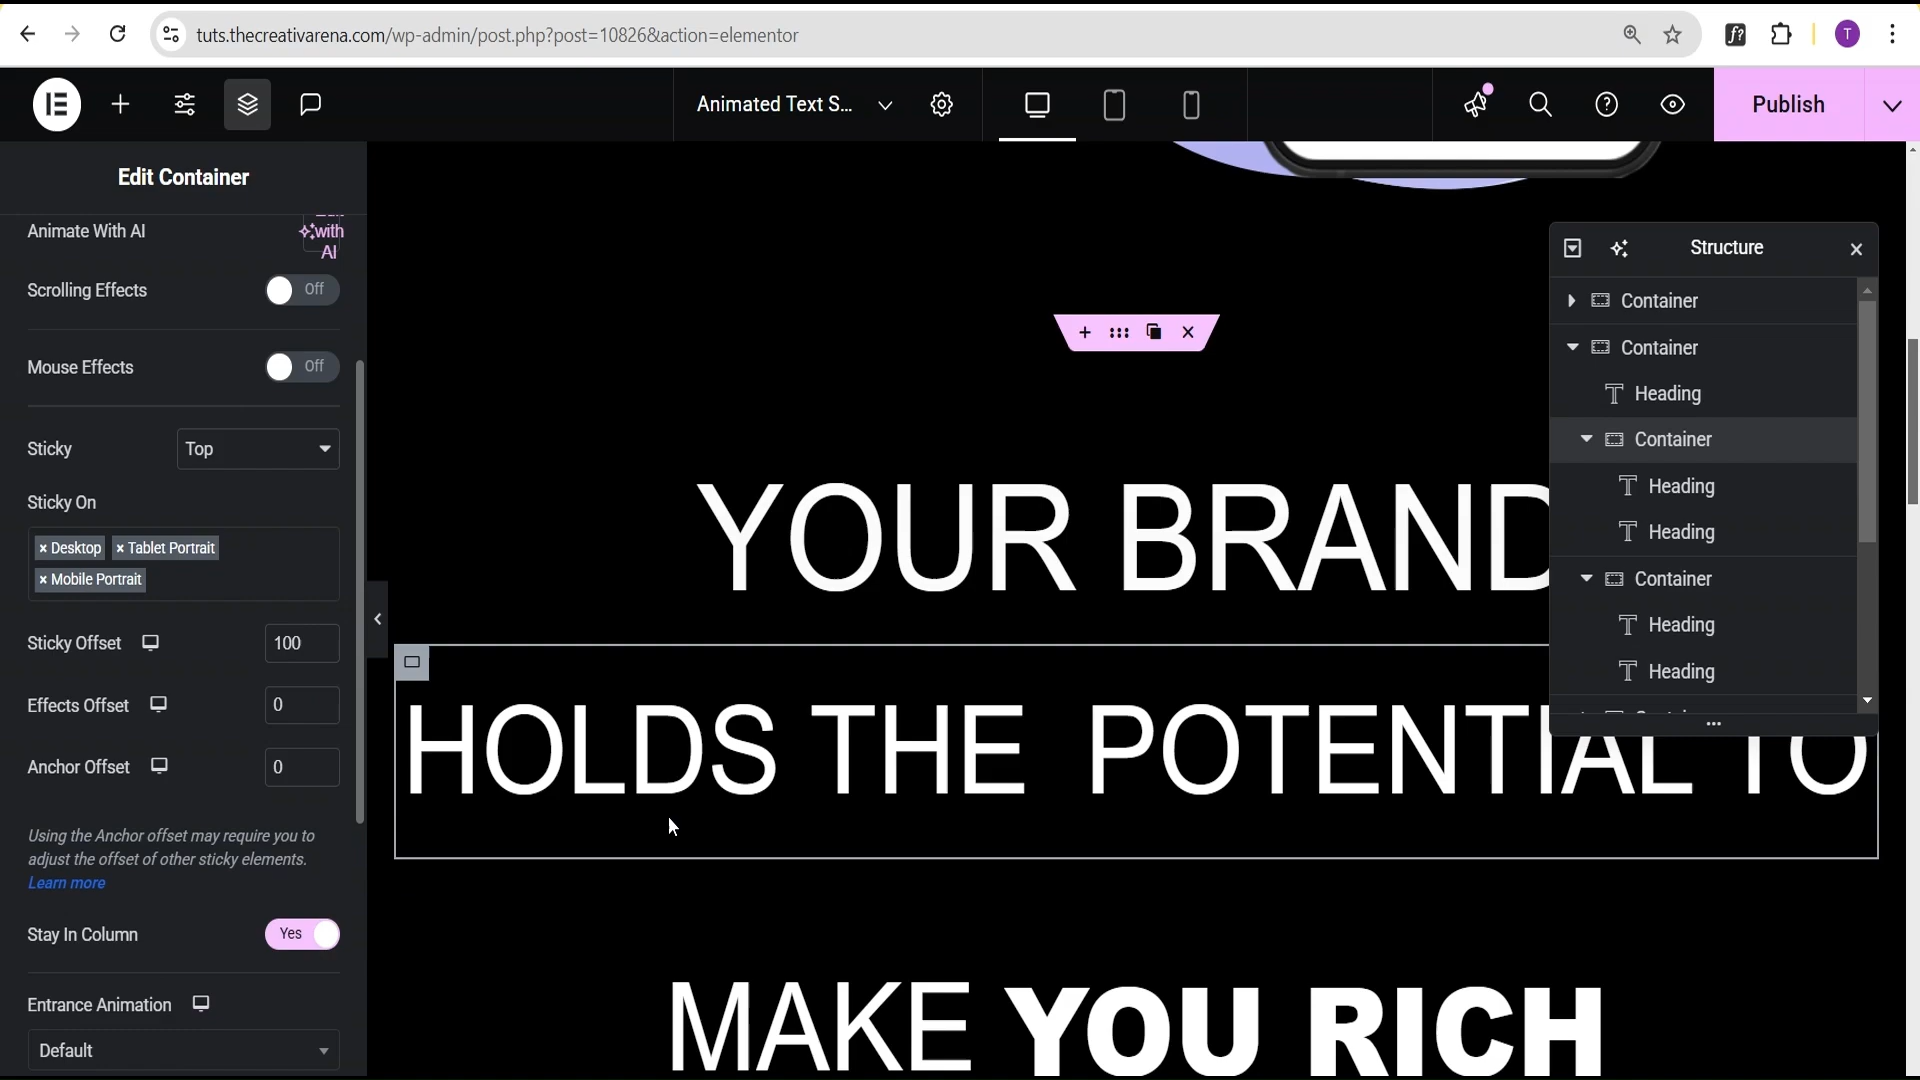 tuts.thecreativarena.com/wp-admin/post.php?post=10826&action=elementor
T
Animated Text S...
Publish
Edit Container
Animate With AI
with
AI
Scrolling Effects
Off
Mouse Effects
Off
Sticky
Top
Sticky On
× Desktop × Tablet Portrait
× Mobile Portrait
Sticky Offset
100
Effects Offset
0
Anchor Offset
0
Using the Anchor offset may require you to
adjust the offset of other sticky elements.
Learn more
Stay In Column
Yes
Entrance Animation
Default
YOUR BRAND
HOLDS THE POTENTIAL TO
MAKE YOU RICH
Structure
Container
Container
Heading
Container
Heading
Heading
Container
Heading
Heading